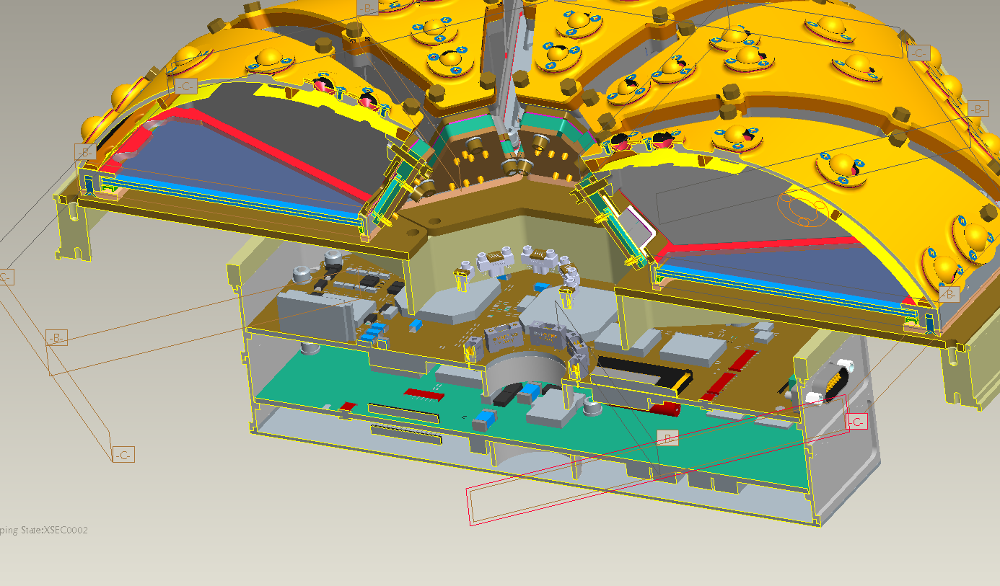 -B-
-C-
-C-
-B-
-B-
-C-
-B-
-B-
-C-
-B-
-C-
ping State:XSEC0002